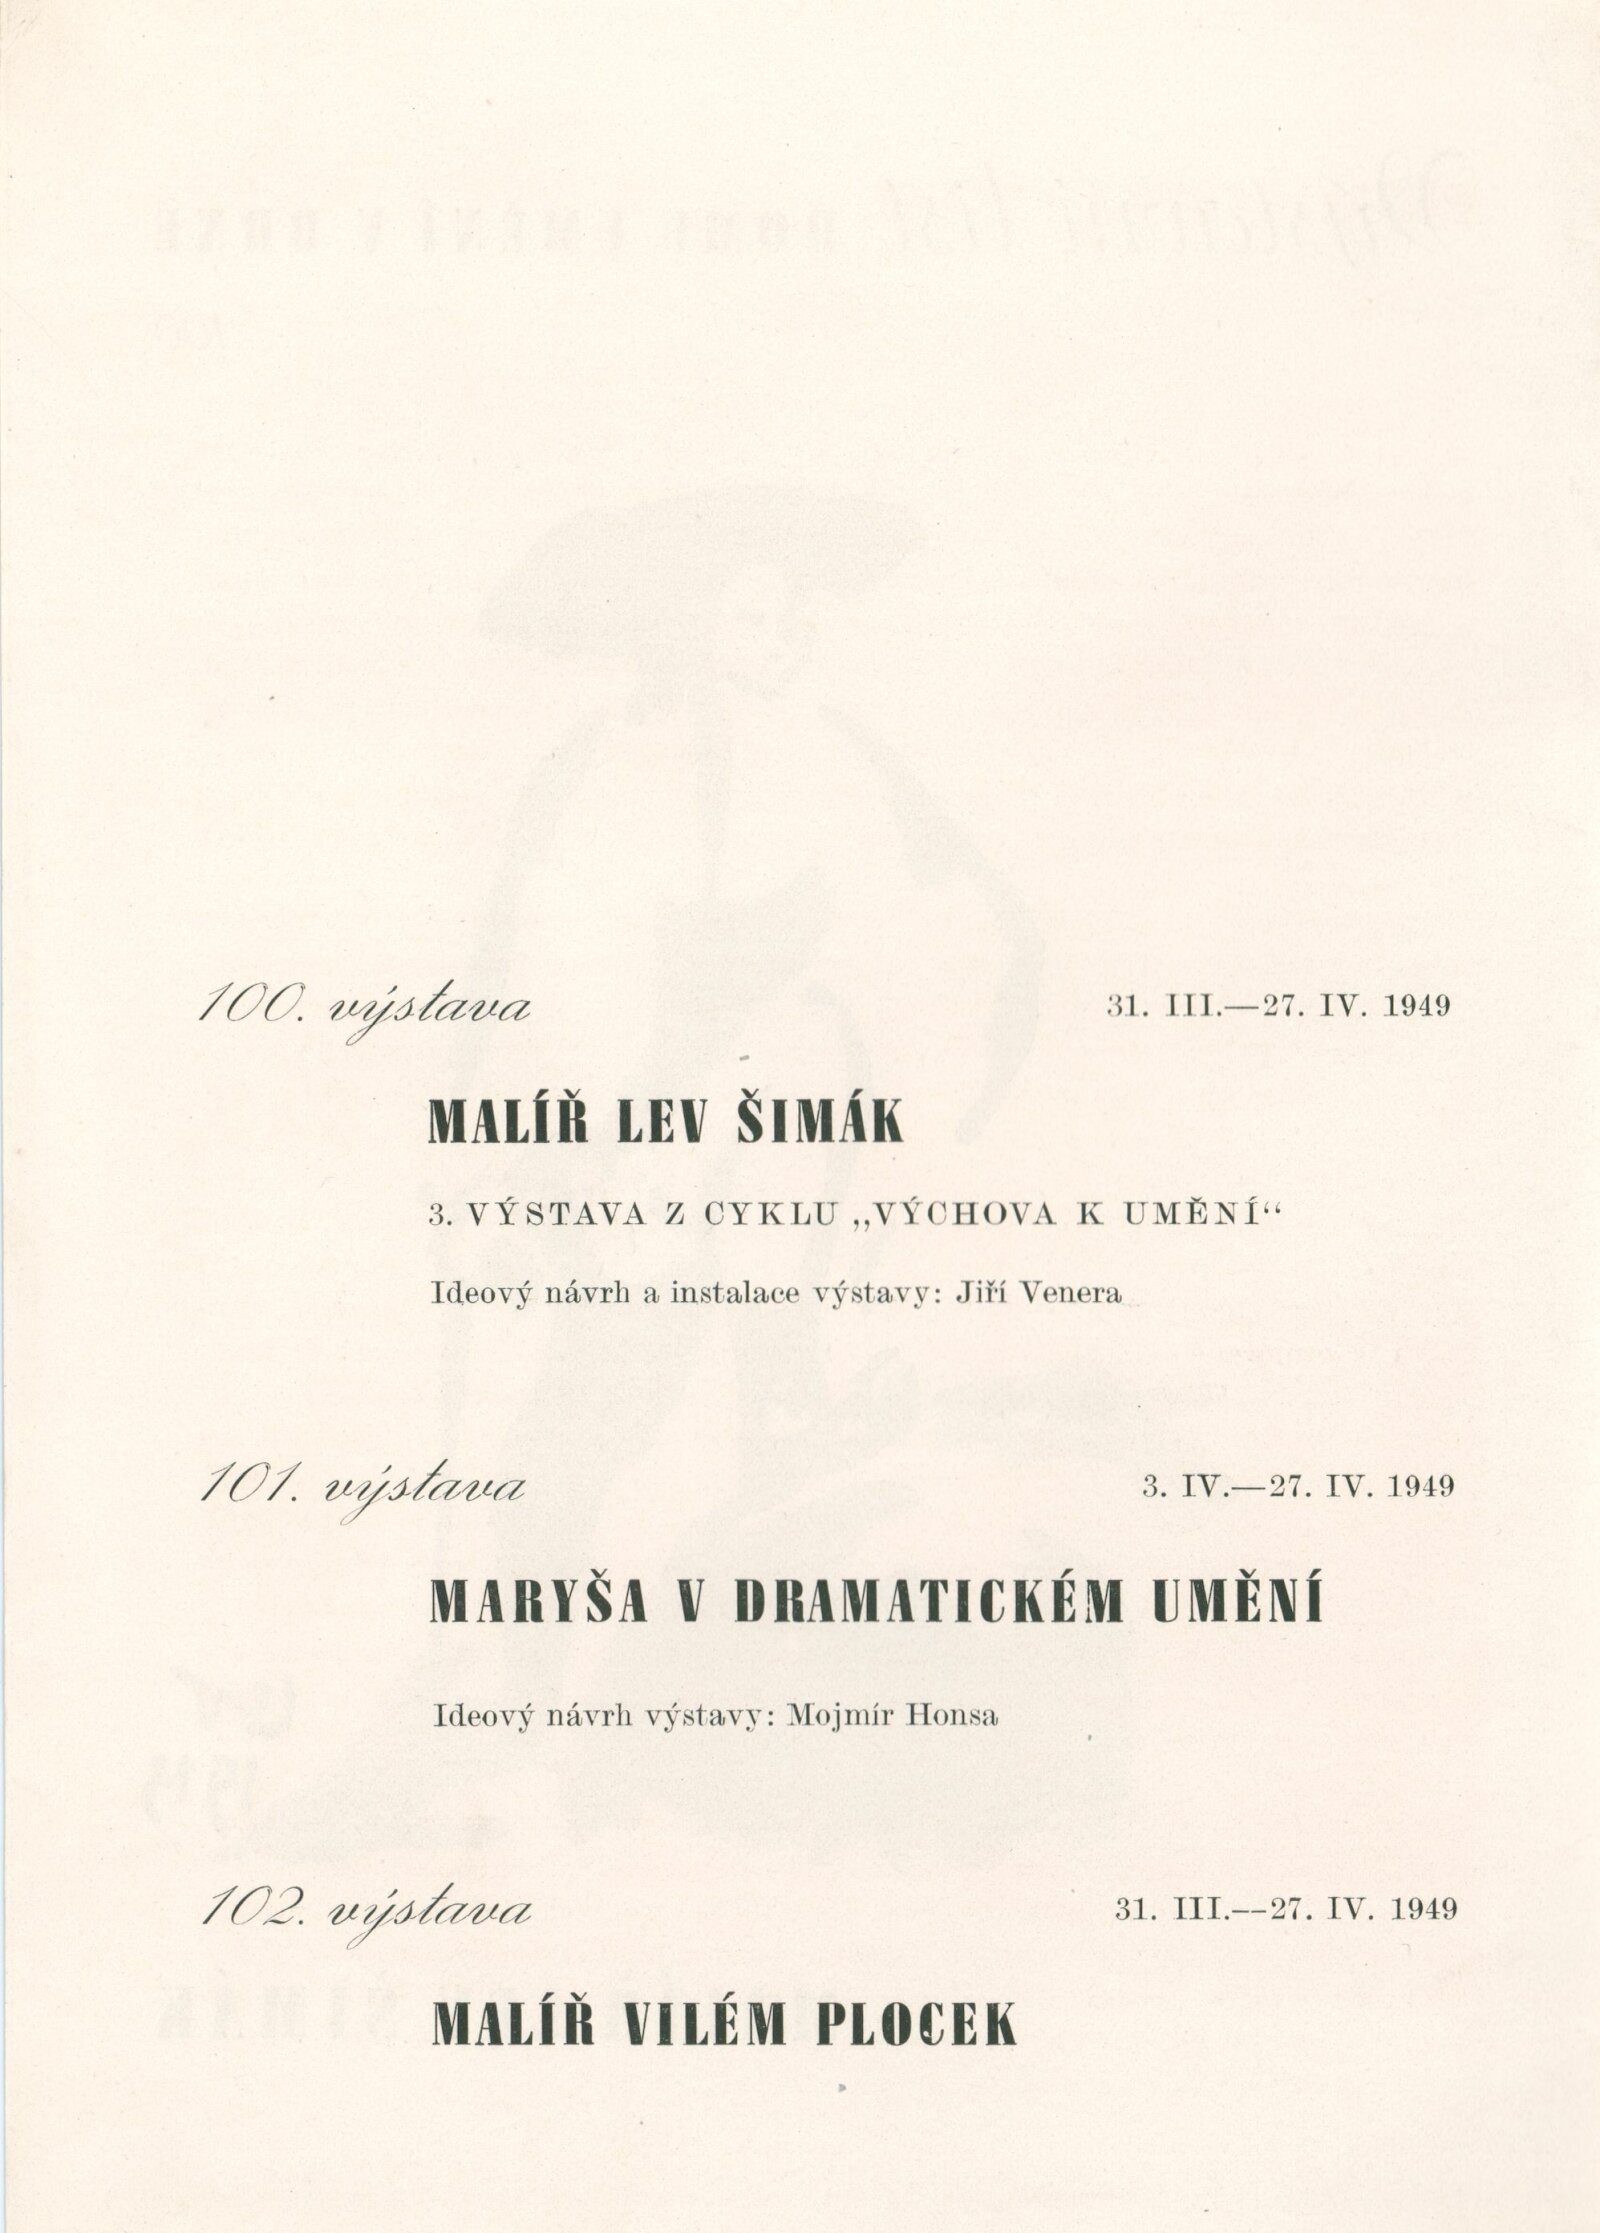 100. výstava 31. III.—27. IV. 1949
MALÍŘ LEV ŠIMÁK
3. VÝSTAVA Z CYKLU „VÝCHOVA K UMĚNÍ“
Ideový návrh a instalace výstavy: Jiří Venera
101. výstava 3. IV.—27. IV. 1949
MARYŠA V DRAMATICKÉM UMĚNÍ
Ideový návrh výstavy: Mojmír Honsa
102. výstava 31. III.—27. IV. 1949
MALÍŘ VILÉM PLOCEK